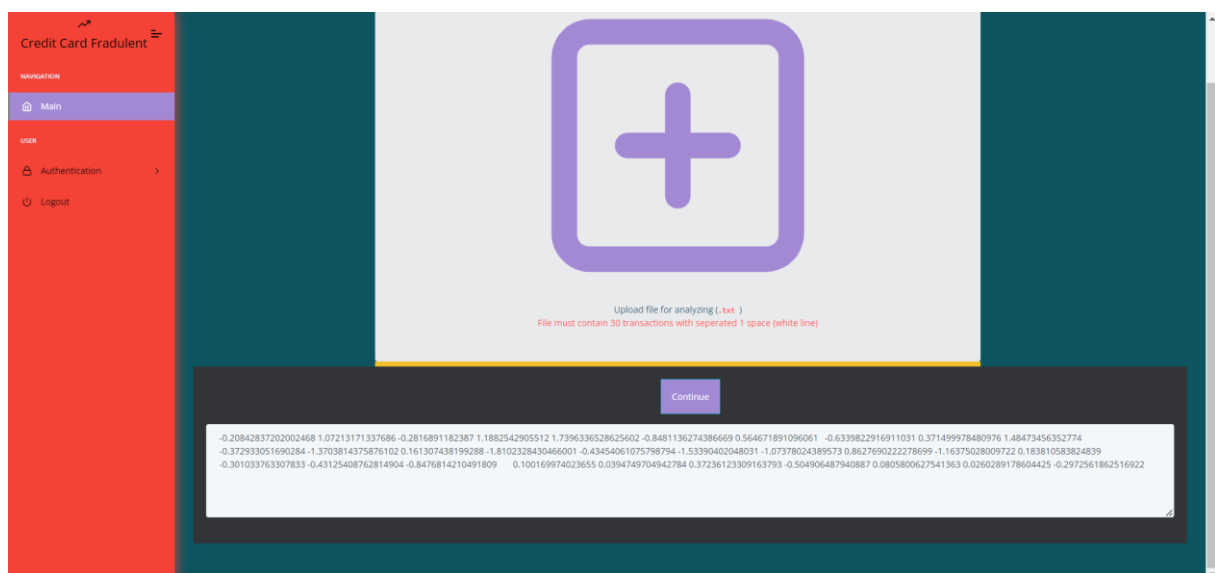 Credit Card Fradulent
NAVIGATION
Main
USER
Authentication
Logout
Upload file for analyzing (.txt )
File must contain 30 transactions with seperated 1 space (white line)
Continue
-0.20842837202002468 1.07213171337686 -0.2816891182387 1.1882542905512 1.7396336528625602 -0.8481136274386669 0.564671891096061 -0.6339822916911031 0.371499978480976 1.48473456352774
-0.372933051690284 -1.3703814375876102 0.161307438199288 -1.8102328430466001 -0.43454061075798794 -1.53390402048031 -1.07378024389573 0.8627690222278699 -1.16375028009722 0.183810583824839
-0.301033763307833 -0.43125408762814904 -0.8476814210491809 0.100169974023655 0.0394749704942784 0.37236123309163793 -0.504906487940887 0.0805800627541363 0.0260289178604425 -0.2972561862516922